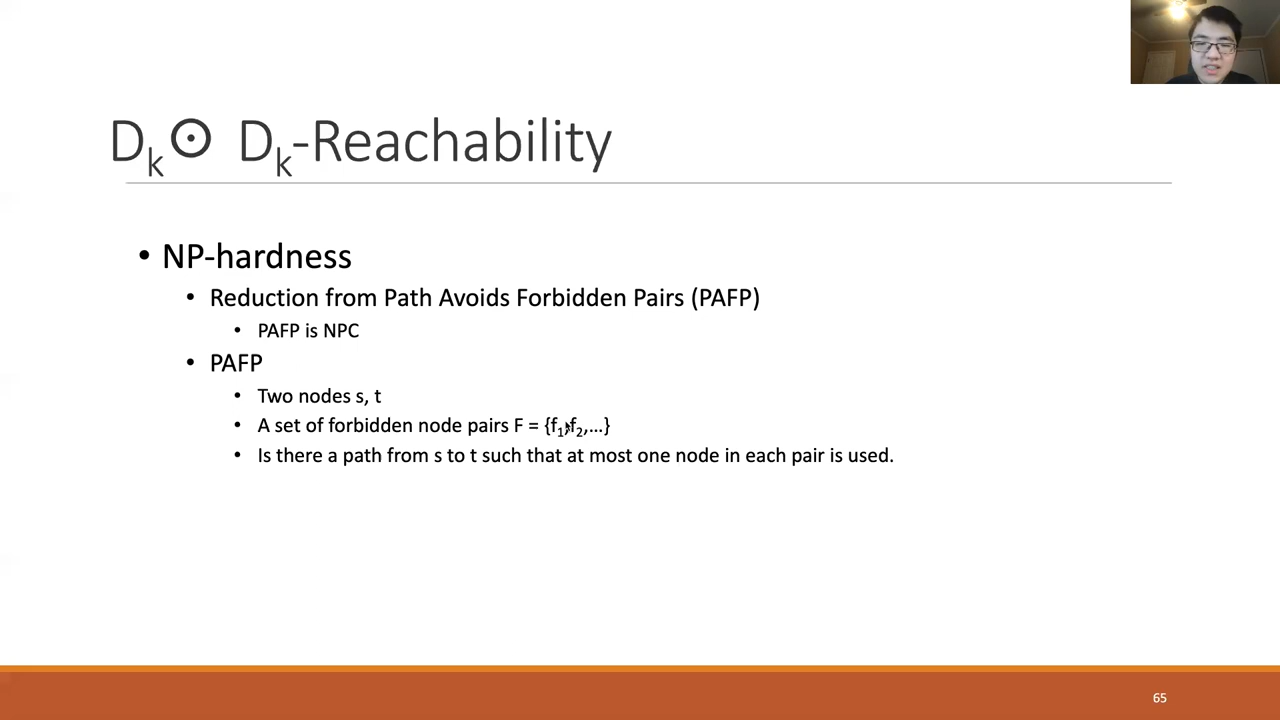 Dₖ⊙ Dₖ-Reachability
• NP-hardness
• Reduction from Path Avoids Forbidden Pairs (PAFP)
• PAFP is NPC
• PAFP
• Two nodes s, t
• A set of forbidden node pairs F = {f₁,f₂,…}
• Is there a path from s to t such that at most one node in each pair is used.
65